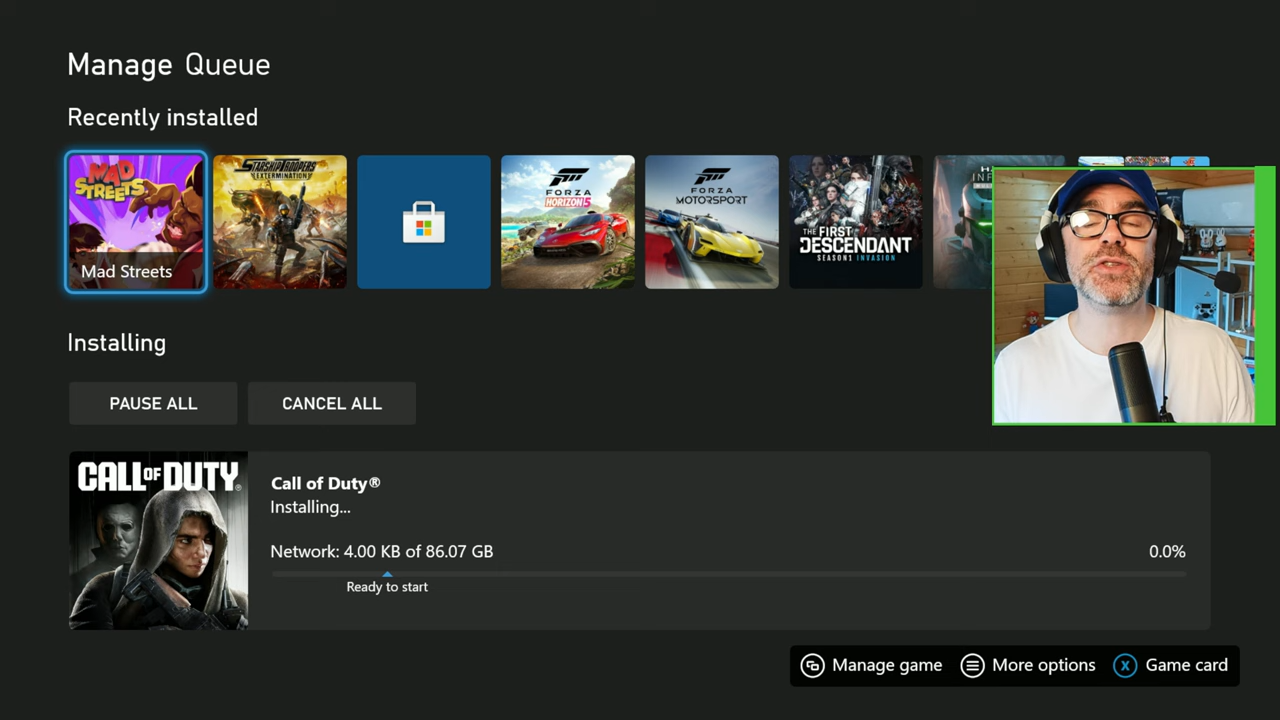 Manage Queue
Recently installed
MAD
STREETS
Mad Streets
STARSHIP TROOPERS
EXTERMINATION
FORZA
HORIZON 5
FORZA
MOTORSPORT
THE FIRST
DESCENDANT
SEASON 1 INVASION
Installing
PAUSE ALL
CANCEL ALL
CALL OF DUTY®
Call of Duty®
Installing...
Network: 4.00 KB of 86.07 GB
0.0%
Ready to start
Manage game
More options
X
Game card